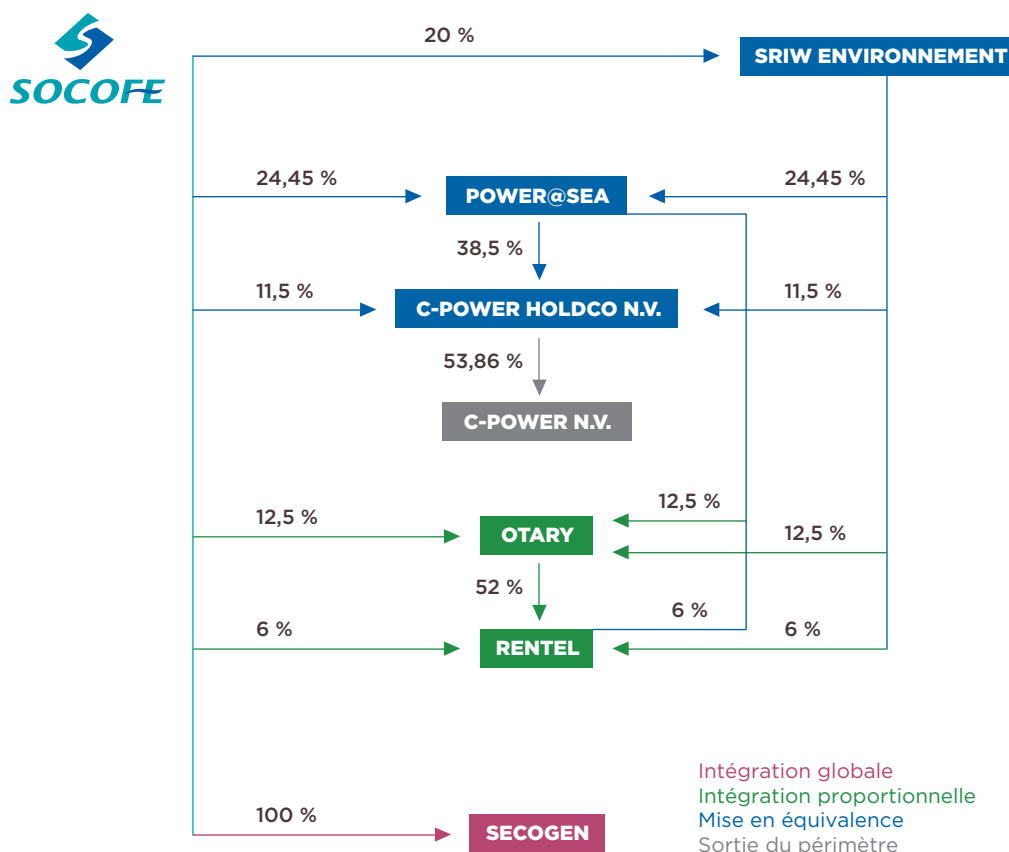 20 %
SOCOFE
SRIW ENVIRONNEMENT
24,45 %
POWER@SEA
24,45 %
38,5 %
11,5 %
C-POWER HOLDCO N.V.
11,5 %
53,86 %
C-POWER N.V.
12,5 %
12,5 %
OTARY
12,5 %
52 %
6 %
6 %
6 %
RENTEL
Intégration globale
Intégration proportionnelle
Mise en équivalence
Sortie du périmètre
100 %
SECOGEN